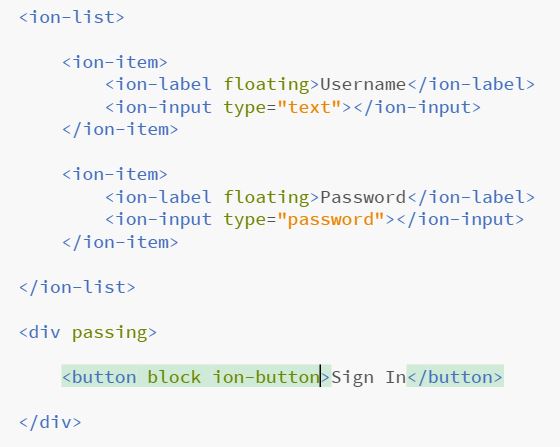 <ion-list>
<ion-item>
<ion-label floating>Username</ion-label>
<ion-input type="text"></ion-input>
</ion-item>
<ion-item>
<ion-label floating>Password</ion-label>
<ion-input type="password"></ion-input>
</ion-item>
</ion-list>
<div passing>
<button block ion-button>Sign In</button>
</div>